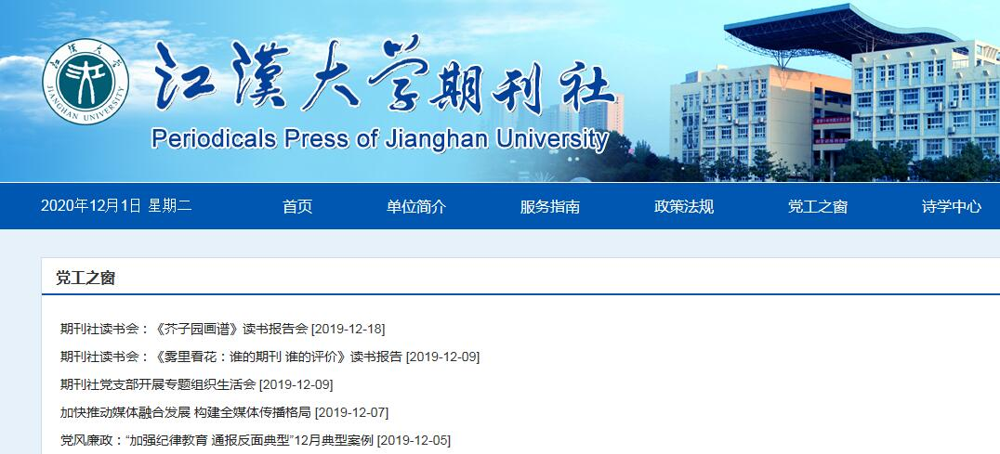 江漢大学期刊社
Periodicals Press of Jianghan University
江漢大學
JIANGHAN UNIVERSITY
2020年12月1日 星期二 首页 单位简介 服务指南 政策法规 党工之窗 诗学中心
党工之窗
期刊社读书会：《芥子园画谱》读书报告会 [2019-12-18]
期刊社读书会：《雾里看花：谁的期刊 谁的评价》读书报告 [2019-12-09]
期刊社党支部开展专题组织生活会 [2019-12-09]
加快推动媒体融合发展 构建全媒体传播格局 [2019-12-07]
党风廉政：“加强纪律教育 通报反面典型”12月典型案例 [2019-12-05]